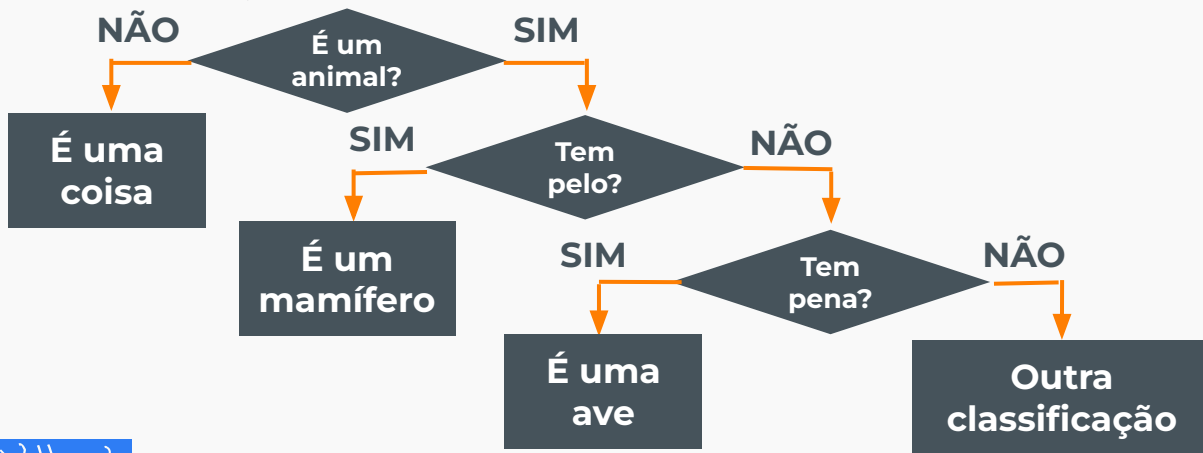 NÃO
É um
animal?
SIM
É uma
coisa
SIM
Tem
pelo?
NÃO
É um
mamífero
SIM
Tem
pena?
NÃO
É uma
ave
Outra
classificação